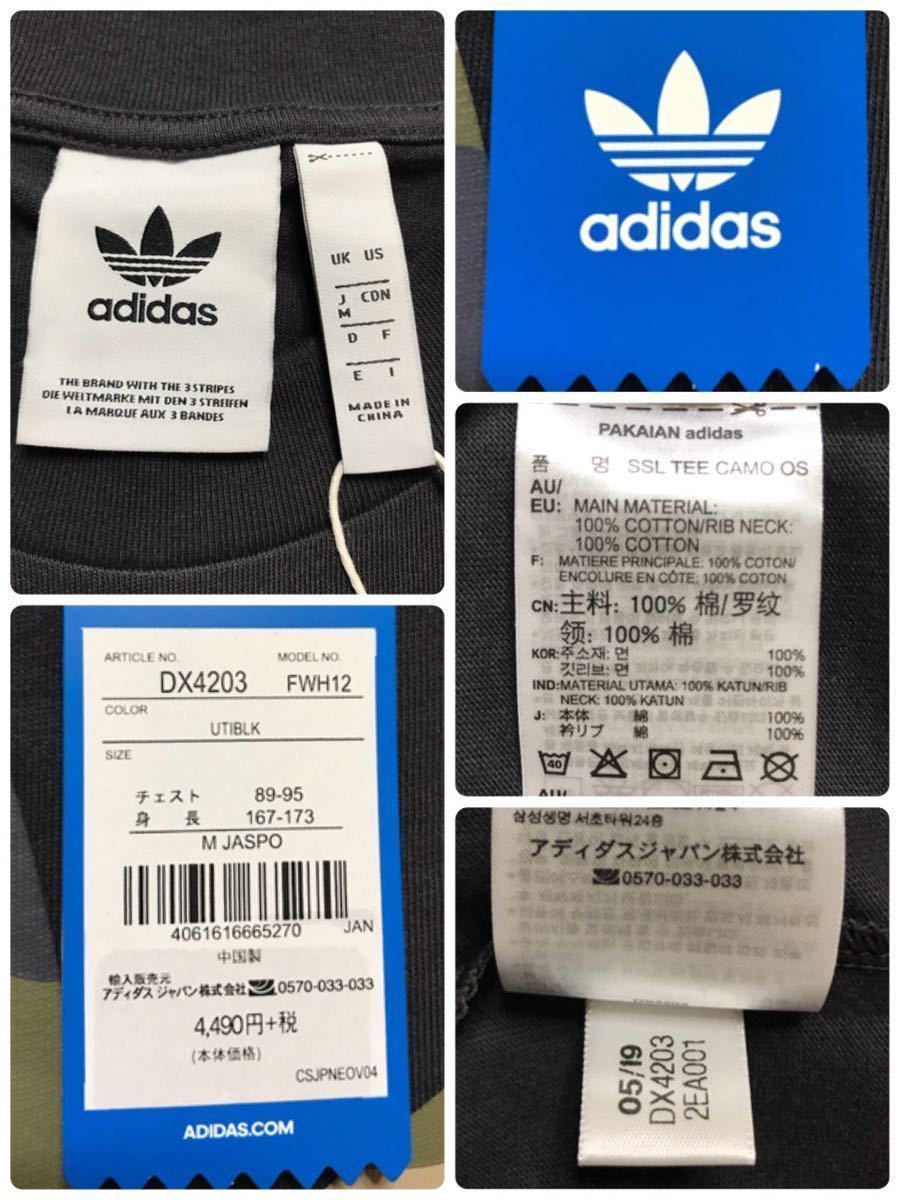 adidas
THE BRAND WITH THE 3 STRIPES
DIE WELTMARKE MIT DEN 3 STREIFEN
LA MARQUE AUX 3 BANDES
UK US
J CDN
M
D F
E I
MADE IN
CHINA
adidas
PAKAIAN adidas
품 명 SSL TEE CAMO OS
AU/
EU: MAIN MATERIAL:
100% COTTON/RIB NECK:
100% COTTON
F: MATIERE PRINCIPALE: 100% COTON/
ENCOLURE EN CÔTE: 100% COTON
CN: 主料: 100% 棉/罗纹
领: 100% 棉
KOR: 주소재: 면 100%
깃리브: 면 100%
IND: MATERIAL UTAMA: 100% KATUN/RIB
NECK: 100% KATUN
J: 本体 綿 100%
衿リブ 綿 100%
40
AU/
ARTICLE NO. MODEL NO.
DX4203 FWH12
COLOR
UTIBLK
SIZE
チェスト 89-95
身 長 167-173
M JASPO
4061616665270 JAN
中国製
輸入販売元
アディダス ジャパン株式会社 0570-033-033
4,490円+税
(本体価格)
CSJPNEOV04
ADIDAS.COM
삼성생명 서초타워24층
アディダスジャパン株式会社
0570-033-033
DX4203
05/19
DX4203
2EA001